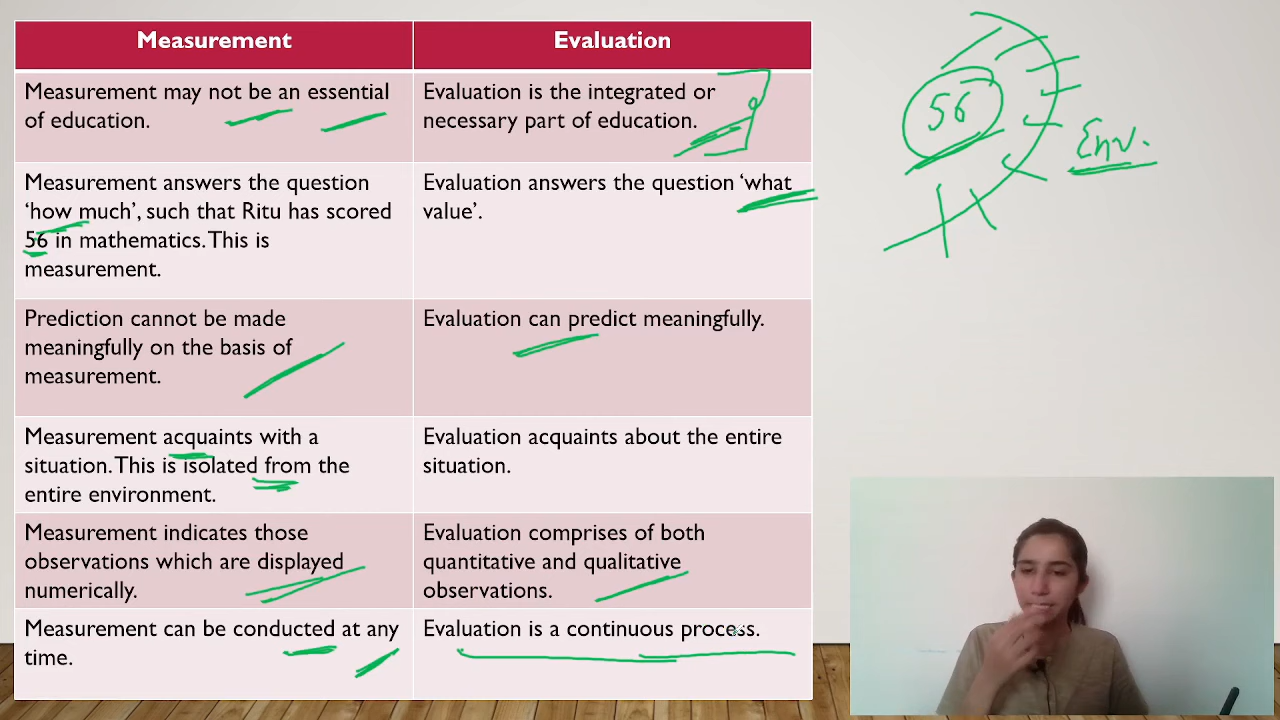 Measurement
Evaluation
Measurement may not be an essential
of education.
Evaluation is the integrated or
necessary part of education.
Measurement answers the question
‘how much’, such that Ritu has scored
56 in mathematics. This is
measurement.
Evaluation answers the question ‘what
value’.
Prediction cannot be made
meaningfully on the basis of
measurement.
Evaluation can predict meaningfully.
Measurement acquaints with a
situation. This is isolated from the
entire environment.
Evaluation acquaints about the entire
situation.
Measurement indicates those
observations which are displayed
numerically.
Evaluation comprises of both
quantitative and qualitative
observations.
Measurement can be conducted at any
time.
Evaluation is a continuous process.
56
Env.